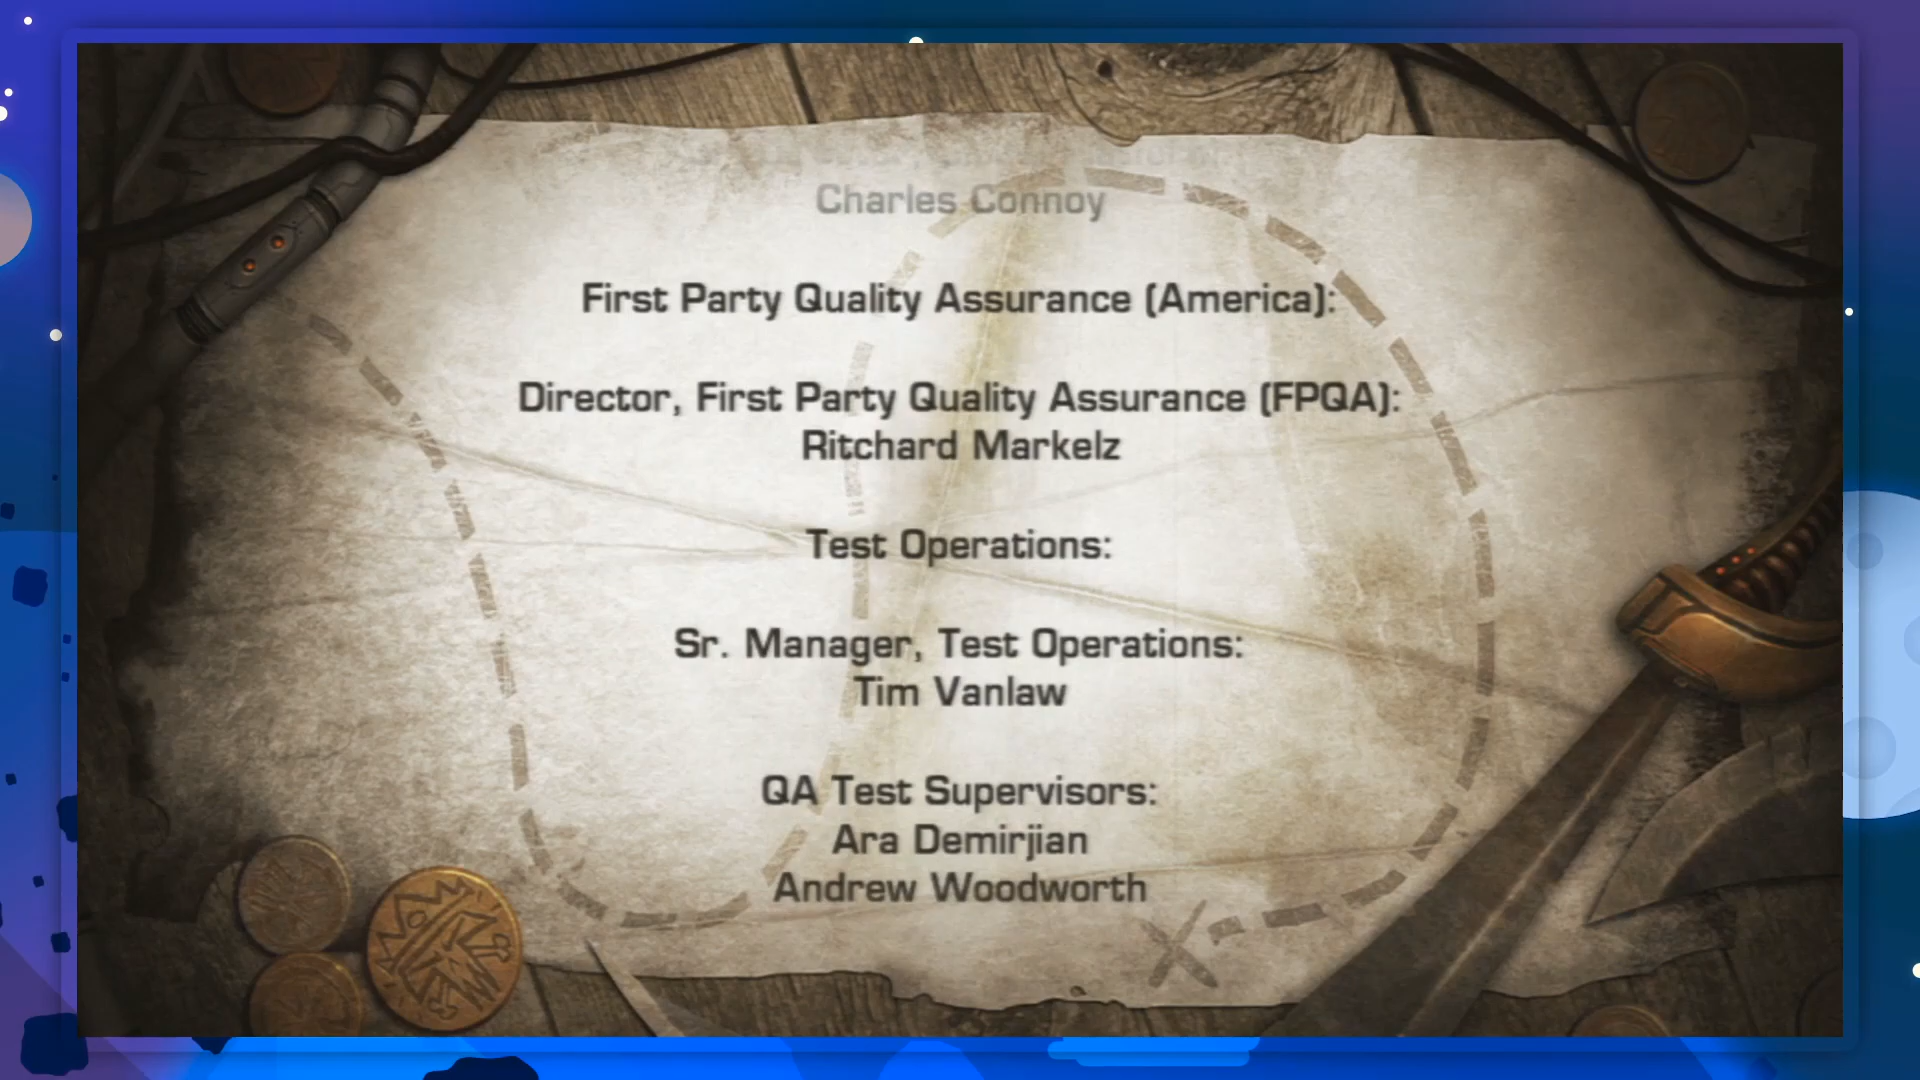 Charles Connoy
First Party Quality Assurance (America):
Director, First Party Quality Assurance (FPQA):
Ritchard Markelz
Test Operations:
Sr. Manager, Test Operations:
Tim Vanlaw
QA Test Supervisors:
Ara Demirjian
Andrew Woodworth